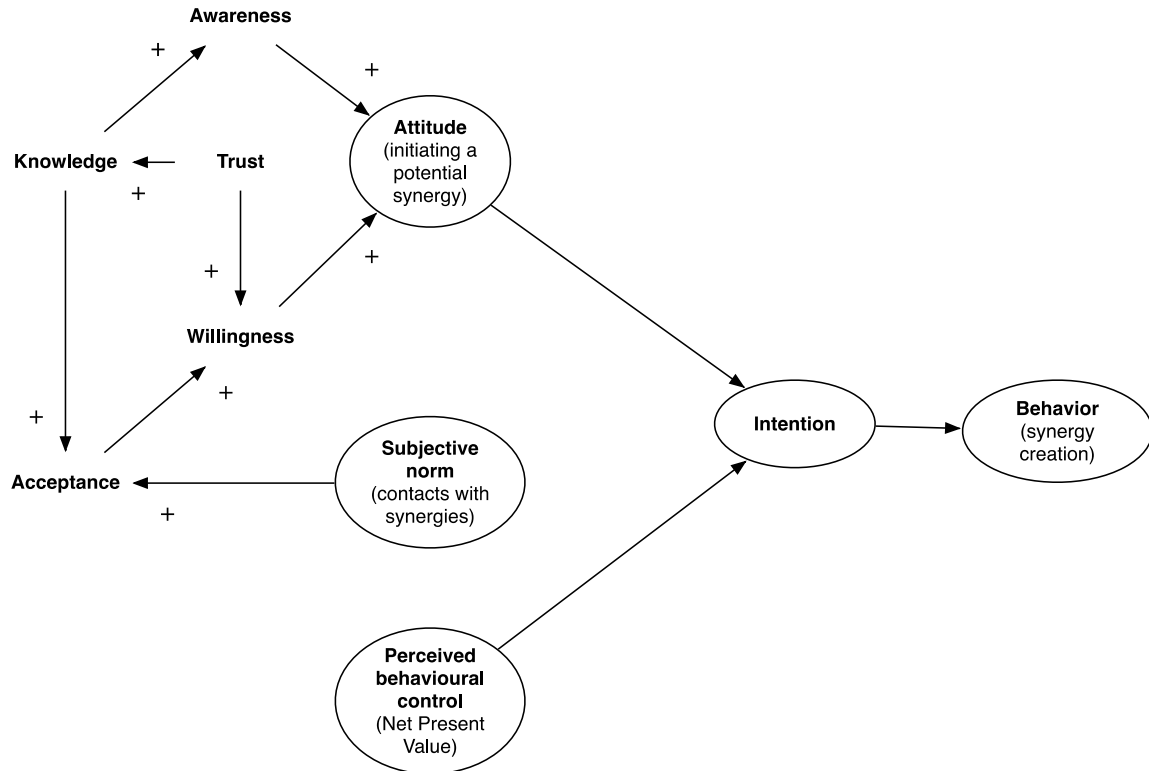 Awareness
+
+
Attitude
(initiating a
potential
synergy)
Knowledge
Trust
+
+
+
Willingness
+
+
Acceptance
Subjective
norm
(contacts with
synergies)
+
Intention
Behavior
(synergy
creation)
Perceived
behavioural
control
(Net Present
Value)